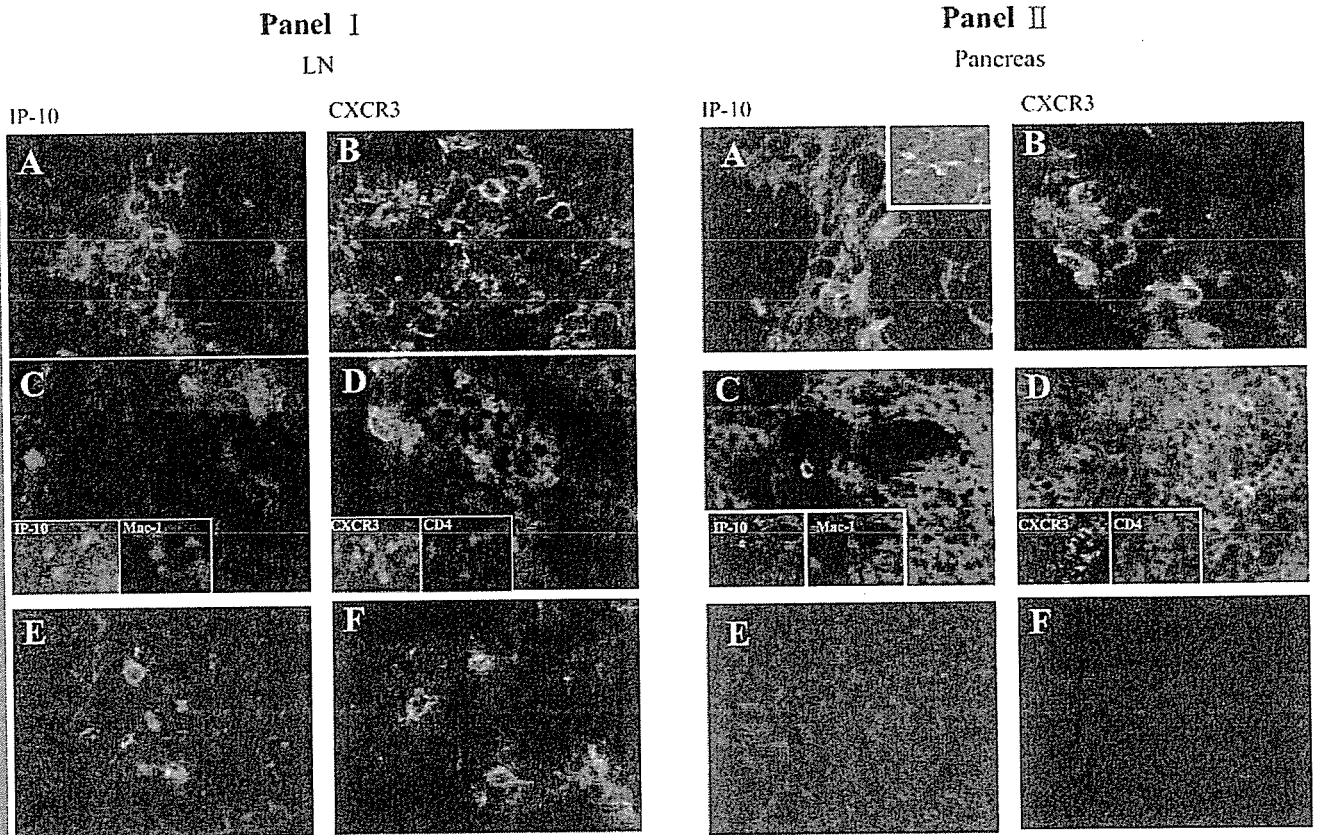 Panel I
LN
IP-10
CXCR3
A
B
C
IP-10
Mac-1
D
CXCR3
CD4
E
F
Panel II
Pancreas
IP-10
CXCR3
A
B
C
IP-10
Mac-1
D
CXCR3
CD4
E
F